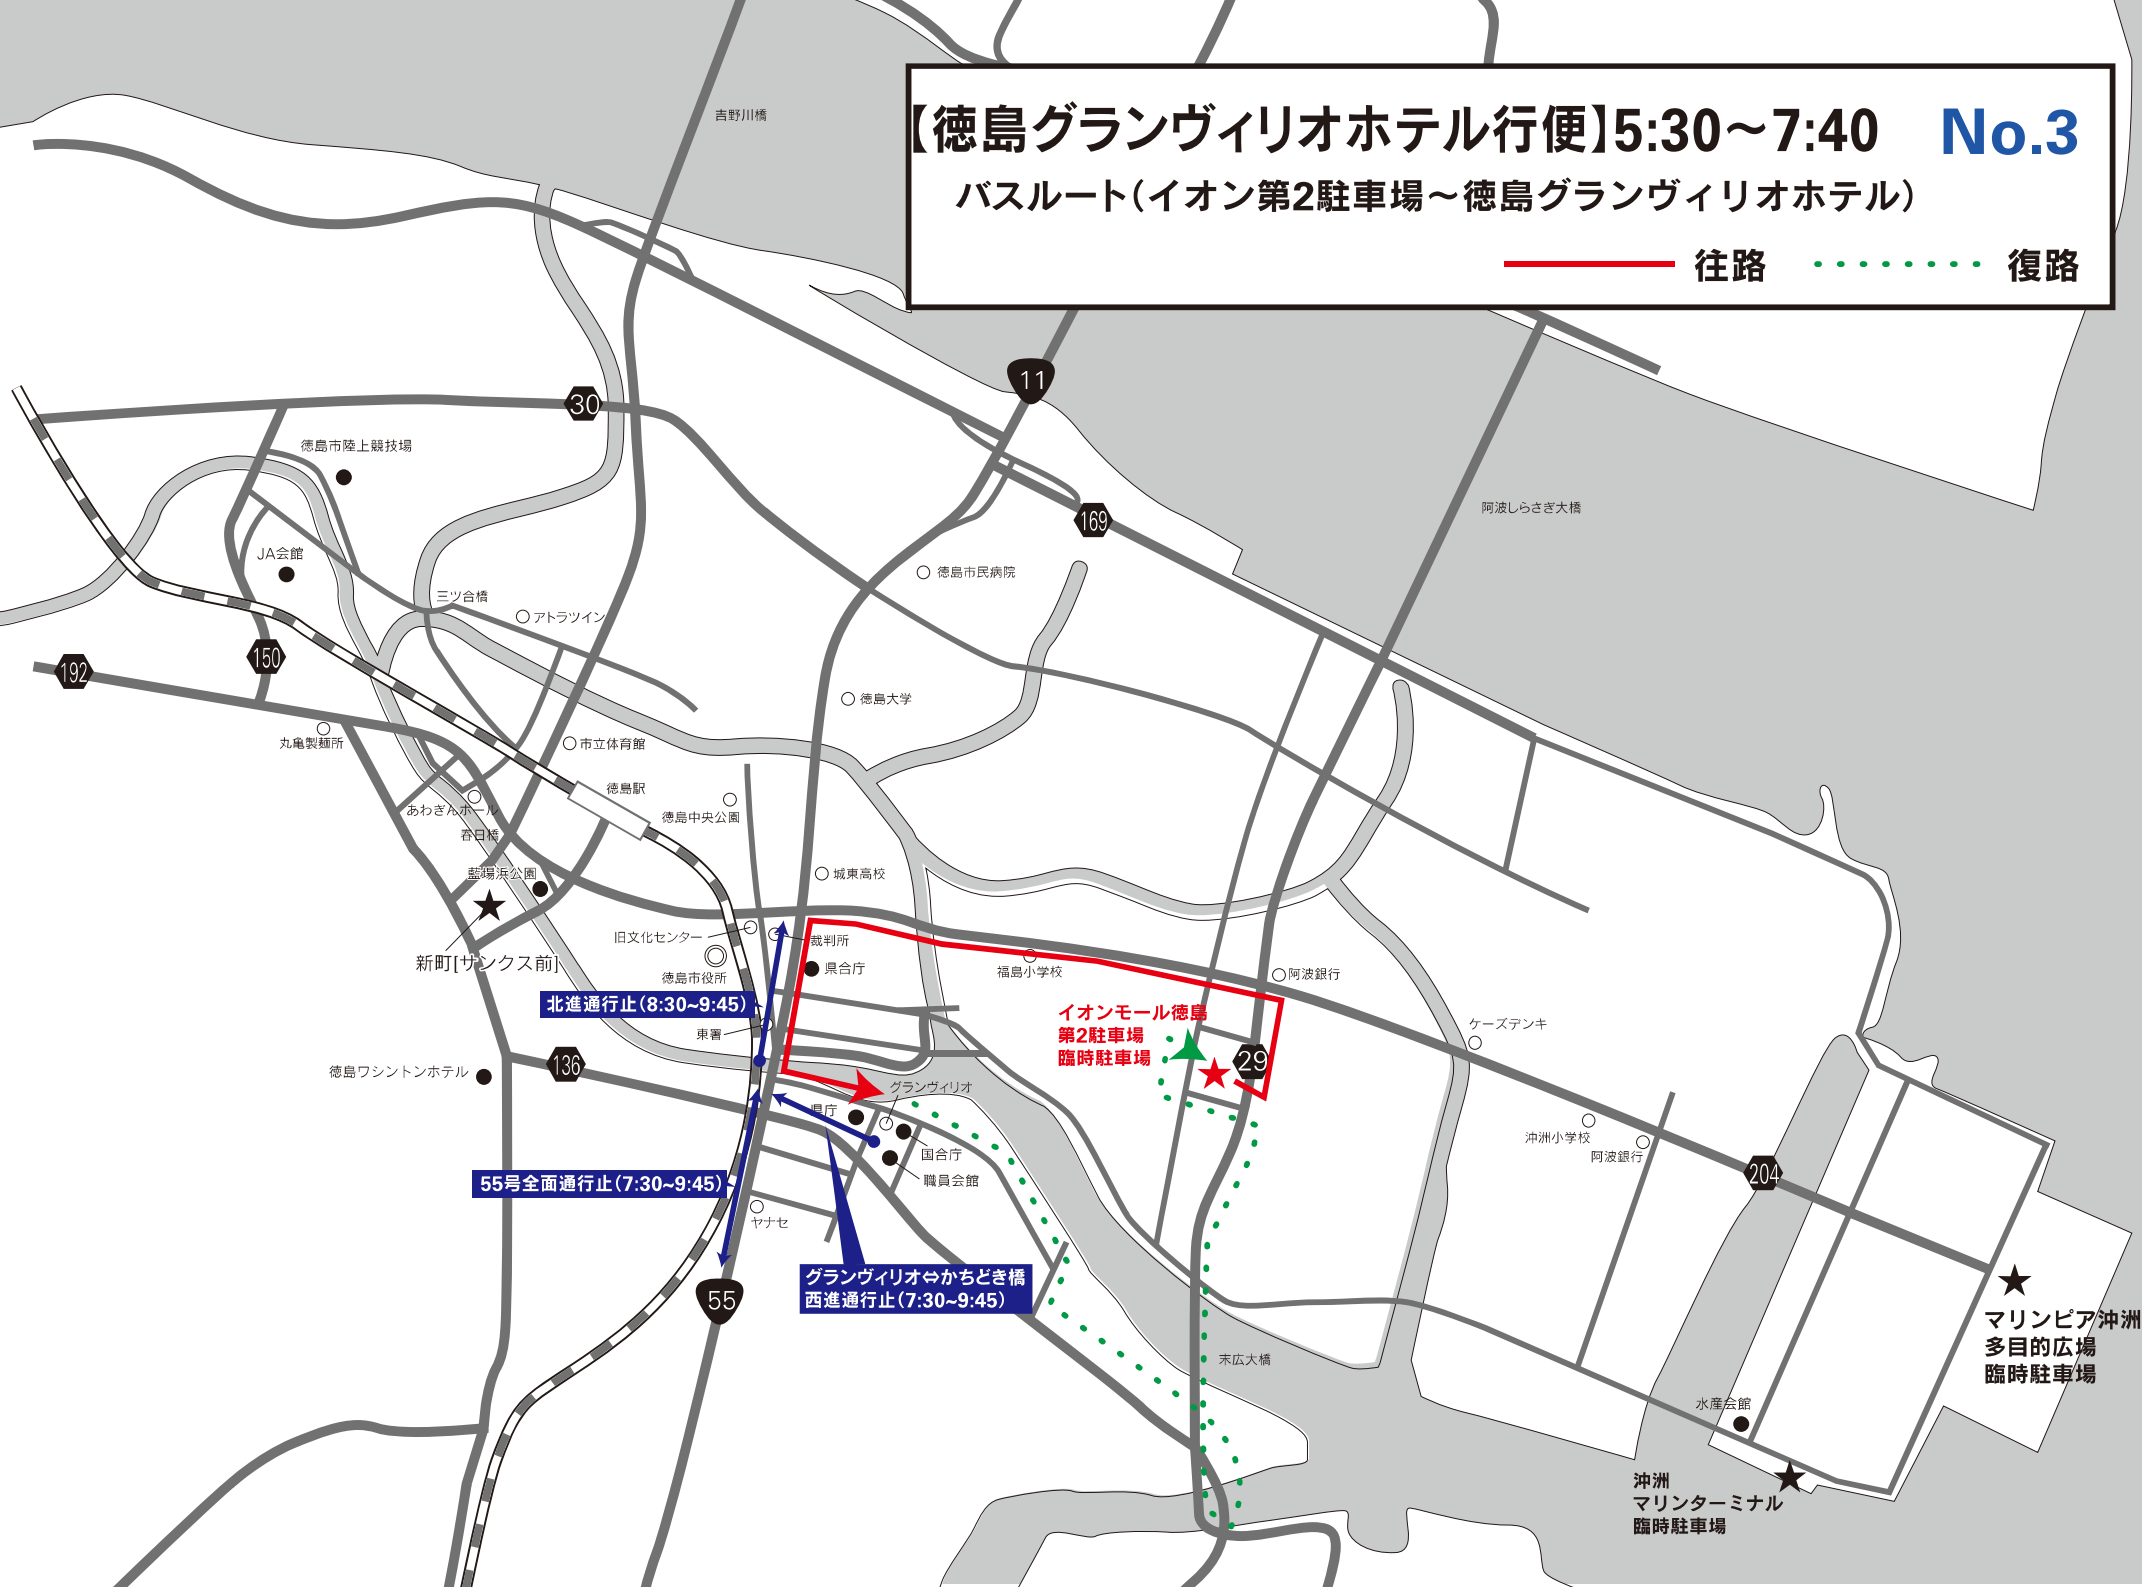 【徳島グランヴィリオホテル行便】5:30～7:40
No.3
バスルート(イオン第2駐車場～徳島グランヴィリオホテル)
往路
復路
吉野川橋
11
30
徳島市陸上競技場
阿波しらさぎ大橋
169
JA会館
徳島市民病院
三ツ合橋
アトラツイン
150
192
徳島大学
丸亀製麺所
市立体育館
徳島駅
あわぎんホール
徳島中央公園
春日橋
藍場浜公園
城東高校
旧文化センター
裁判所
新町[サンクス前]
県合庁
徳島市役所
福島小学校
阿波銀行
北進通行止(8:30~9:45)
イオンモール徳島
第2駐車場
臨時駐車場
東署
ケーズデンキ
29
136
徳島ワシントンホテル
グランヴィリオ
県庁
国合庁
沖洲小学校
阿波銀行
職員会館
204
55号全面通行止(7:30~9:45)
ヤナセ
グランヴィリオ⇔かちどき橋
西進通行止(7:30~9:45)
55
マリンピア沖洲
多目的広場
臨時駐車場
末広大橋
水産会館
沖洲
マリンターミナル
臨時駐車場